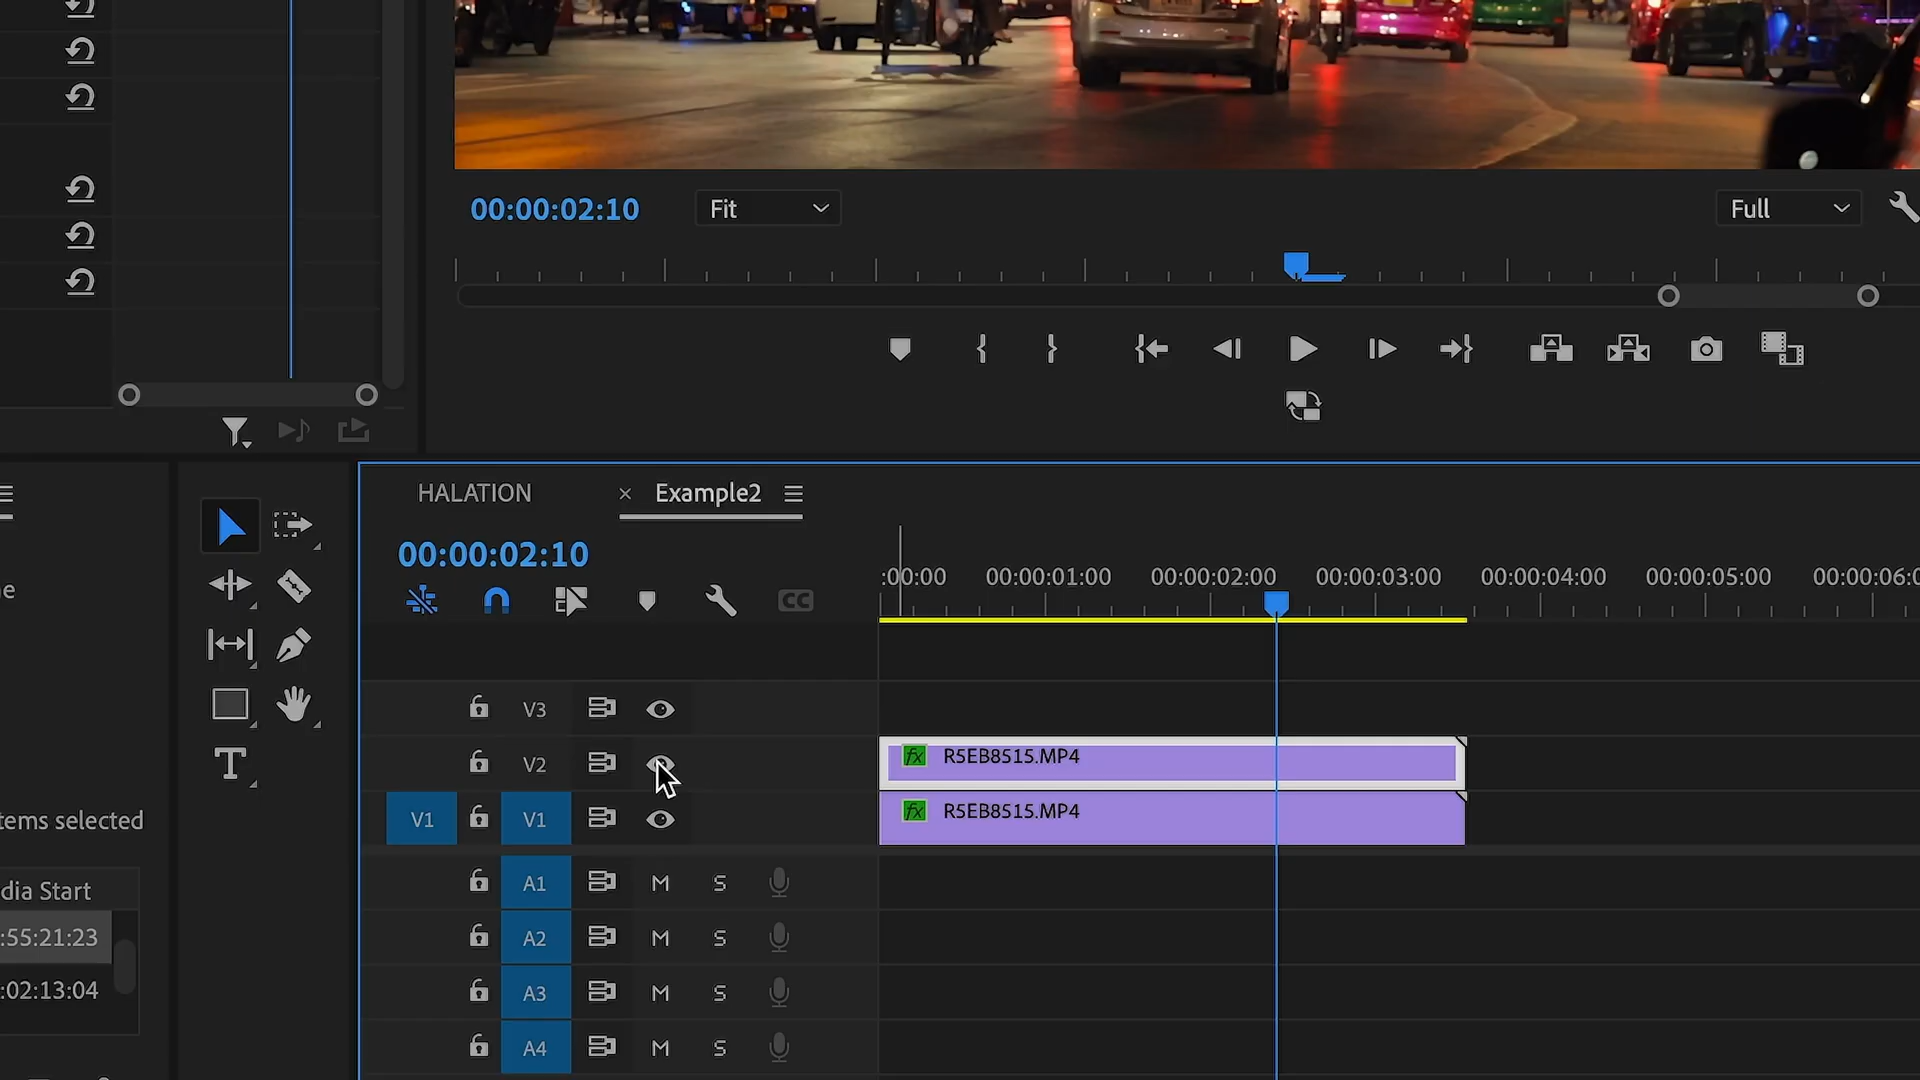 00:00:02:10
Fit
Full
HALATION
× Example2
00:00:02:10
:00:00
00:00:01:00
00:00:02:00
00:00:03:00
00:00:04:00
00:00:05:00
00:00:06:0
CC
e
V3
V2
fx R5EB8515.MP4
V1 V1
fx R5EB8515.MP4
tems selected
A1 M S
dia Start
:55:21:23
A2 M S
:02:13:04
A3 M S
A4 M S
T